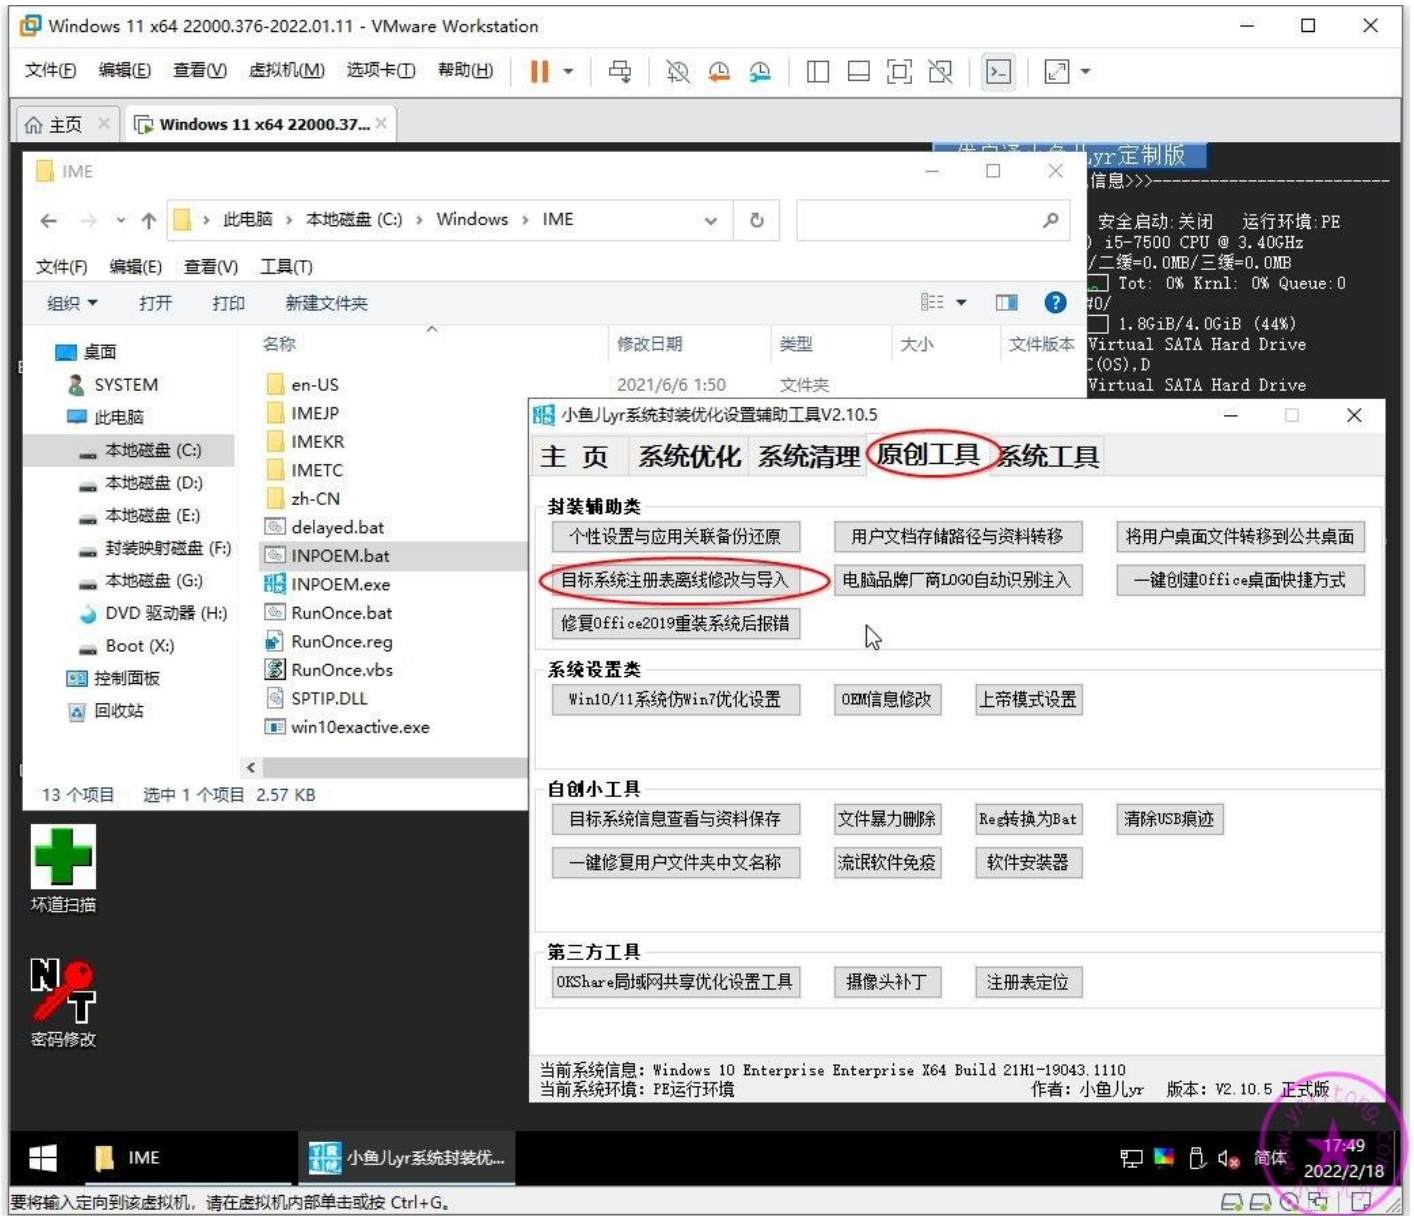 Windows 11 x64 22000.376-2022.01.11 - VMware Workstation
文件(F) 编辑(E) 查看(V) 虚拟机(M) 选项卡(T) 帮助(H)
主页 Windows 11 x64 22000.37...
yr定制版
IME
信息>>>
此电脑 > 本地磁盘 (C:) > Windows > IME
安全启动:关闭 运行环境:PE
i5-7500 CPU @ 3.40GHz
/二缓=0.0MB/三缓=0.0MB
Tot: 0% Krnl: 0% Queue:0
#0/
1.8GiB/4.0GiB (44%)
Virtual SATA Hard Drive
C(OS),D
Virtual SATA Hard Drive
文件(F) 编辑(E) 查看(V) 工具(T)
组织 打开 打印 新建文件夹
名称 修改日期 类型 大小 文件版本
桌面
SYSTEM
此电脑
本地磁盘 (C:)
本地磁盘 (D:)
本地磁盘 (E:)
封装映射磁盘 (F:)
本地磁盘 (G:)
DVD 驱动器 (H:)
Boot (X:)
控制面板
回收站
en-US 2021/6/6 1:50 文件夹
IMEJP
IMEKR
IMETC
zh-CN
delayed.bat
INPOEM.bat
INPOEM.exe
RunOnce.bat
RunOnce.reg
RunOnce.vbs
SPTIP.DLL
win10exactive.exe
13 个项目 选中 1 个项目 2.57 KB
小鱼儿yr系统封装优化设置辅助工具V2.10.5
主 页 系统优化 系统清理 原创工具 系统工具
封装辅助类
个性设置与应用关联备份还原 用户文档存储路径与资料转移 将用户桌面文件转移到公共桌面
目标系统注册表离线修改与导入 电脑品牌厂商LOGO自动识别注入 一键创建Office桌面快捷方式
修复Office2019重装系统后报错
系统设置类
Win10/11系统仿Win7优化设置 OEM信息修改 上帝模式设置
自创小工具
目标系统信息查看与资料保存 文件暴力删除 Reg转换为Bat 清除USB痕迹
一键修复用户文件夹中文名称 流氓软件免疫 软件安装器
第三方工具
OKShare局域网共享优化设置工具 摄像头补丁 注册表定位
当前系统信息: Windows 10 Enterprise Enterprise X64 Build 21H1-19043.1110
当前系统环境: PE运行环境 作者: 小鱼儿yr 版本: V2.10.5 正式版
坏道扫描
NT
密码修改
IME 小鱼儿yr系统封装优... 简体 17:49
2022/2/18
要将输入定向到该虚拟机，请在虚拟机内部单击或按 Ctrl+G。